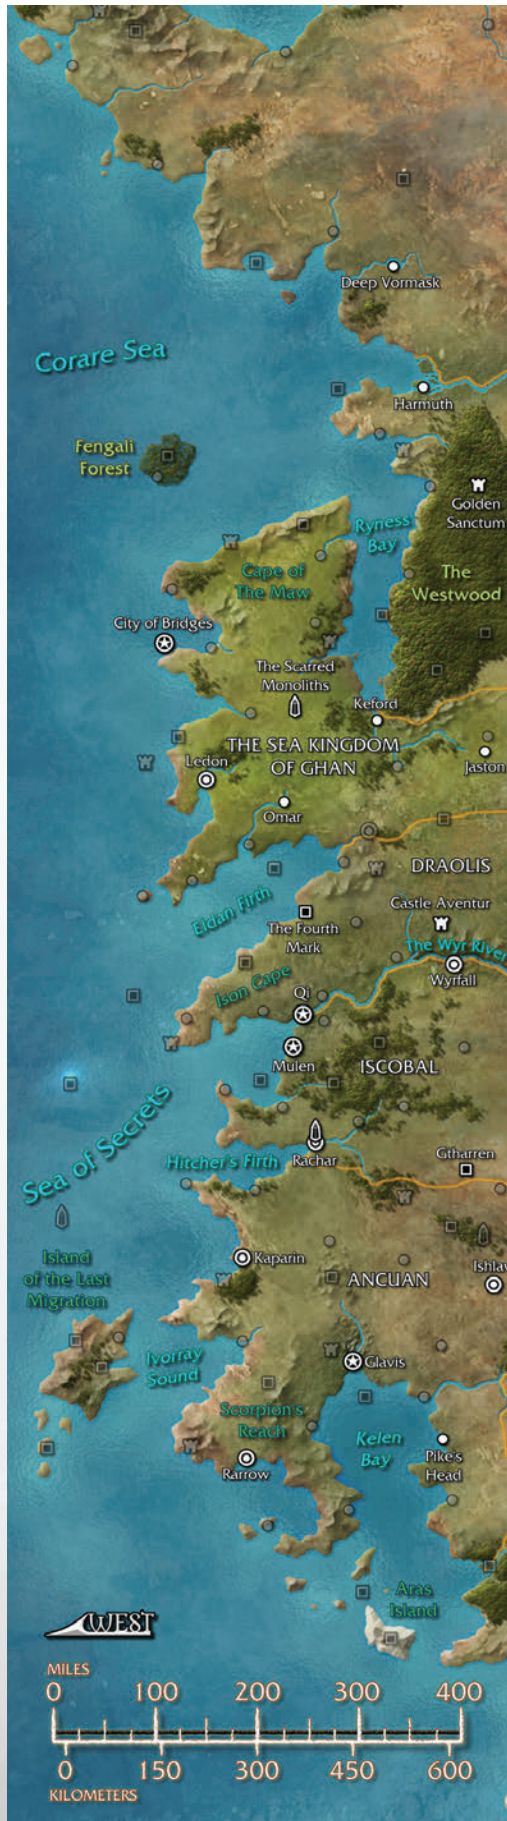 Deep Vormask
Corare Sea
Harmuth
Fengali
Forest
Golden
Sanctum
Ryness
Bay
Cape of
The Maw
The
Westwood
City of Bridges
The Scarred
Monoliths
Keford
THE SEA KINGDOM
OF GHAN
Ledon
Jaston
Omar
DRAOLIS
Castle Aventur
Eldan Firth
The Fourth
Mark
The Wyr River
Wyrfall
Json Cape
Qi
Mulen
ISCOBAL
Sea of Secrets
Hitcher's Firth
Rachar
Gtharren
Island
of the Last
Migration
Kaparin
ANCUAN
Ishlav
Ivorray
Sound
Glavis
Scorpion's
Reach
Kelen
Bay
Pike's
Head
Rarrow
Aras
Island
WEST
MILES
0 100 200 300 400
0 150 300 450 600
KILOMETERS